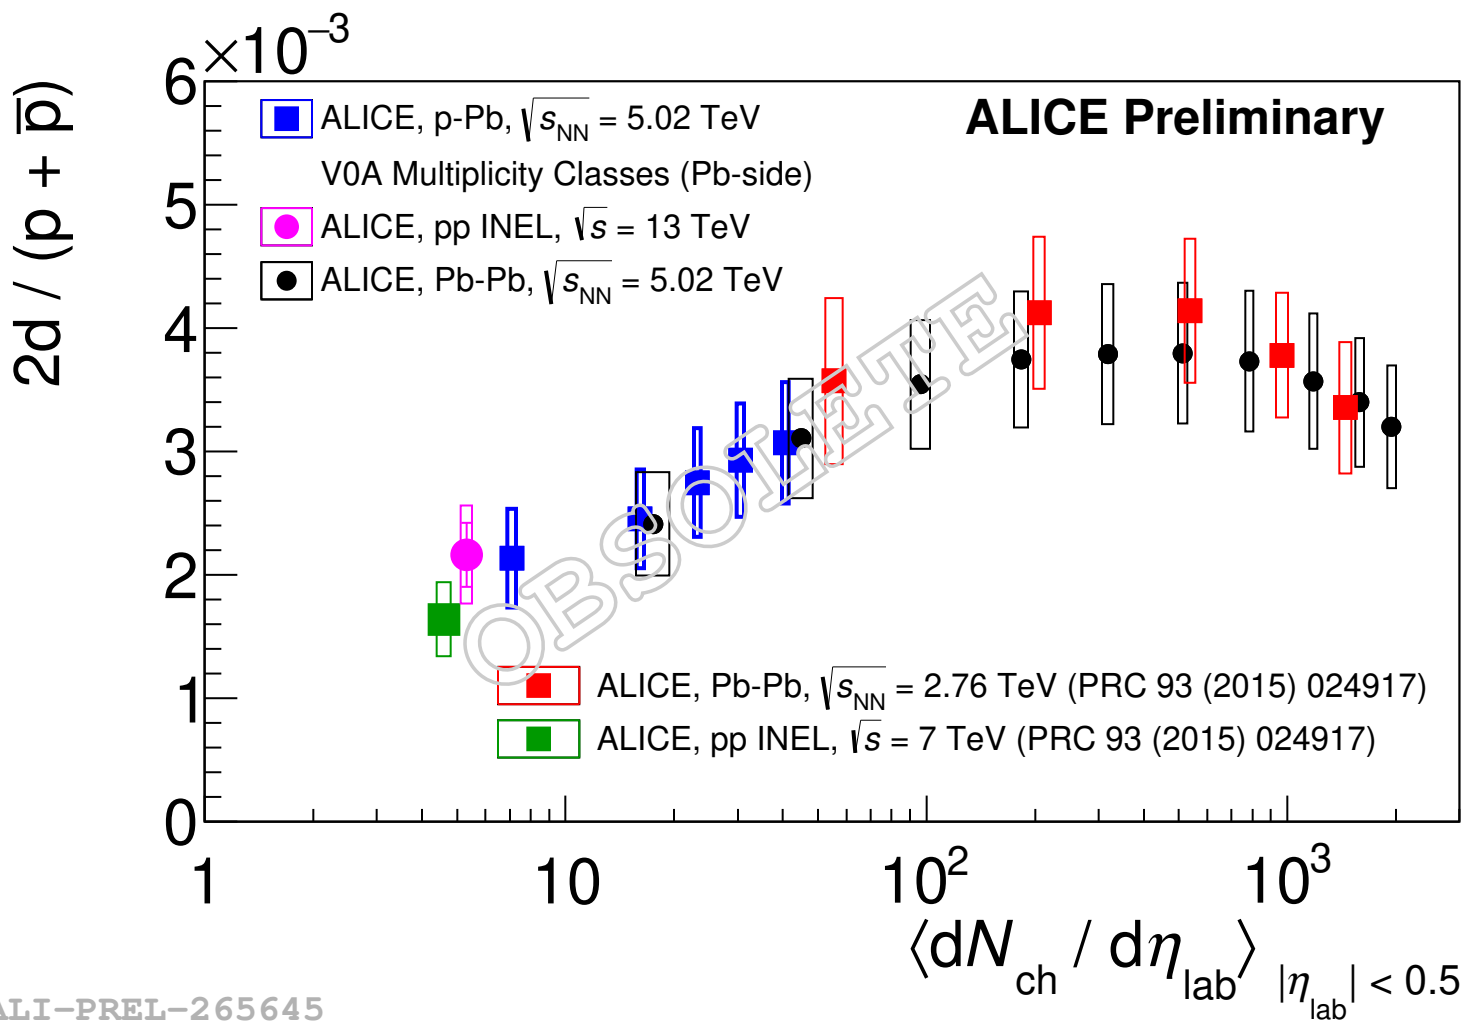 ×10⁻³
6
5
4
3
2
1
0
2d / (p + p̅)
ALICE Preliminary
ALICE, p-Pb, √s_NN = 5.02 TeV
V0A Multiplicity Classes (Pb-side)
ALICE, pp INEL, √s = 13 TeV
ALICE, Pb-Pb, √s_NN = 5.02 TeV
OBSOLETE
ALICE, Pb-Pb, √s_NN = 2.76 TeV (PRC 93 (2015) 024917)
ALICE, pp INEL, √s = 7 TeV (PRC 93 (2015) 024917)
1 10 10² 10³
⟨dN_ch / dη_lab⟩ |η_lab| < 0.5
ALI-PREL-265645